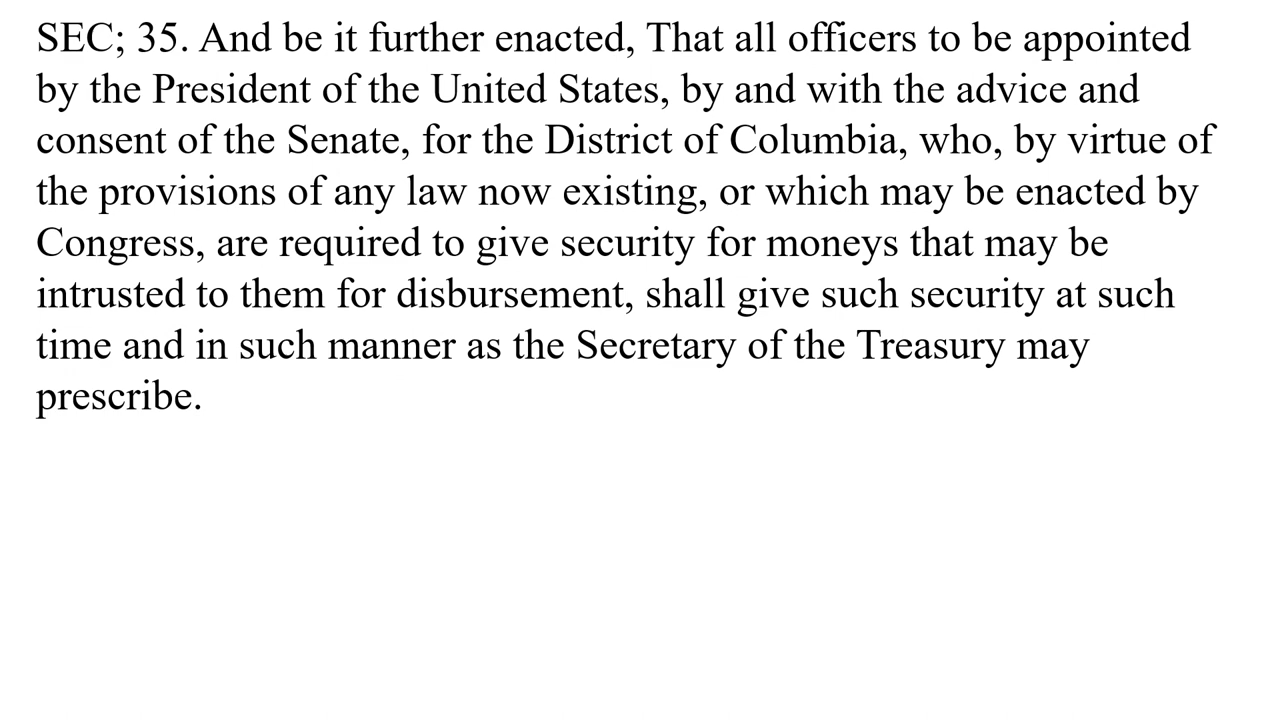 SEC; 35. And be it further enacted, That all officers to be appointed
by the President of the United States, by and with the advice and
consent of the Senate, for the District of Columbia, who, by virtue of
the provisions of any law now existing, or which may be enacted by
Congress, are required to give security for moneys that may be
intrusted to them for disbursement, shall give such security at such
time and in such manner as the Secretary of the Treasury may
prescribe.